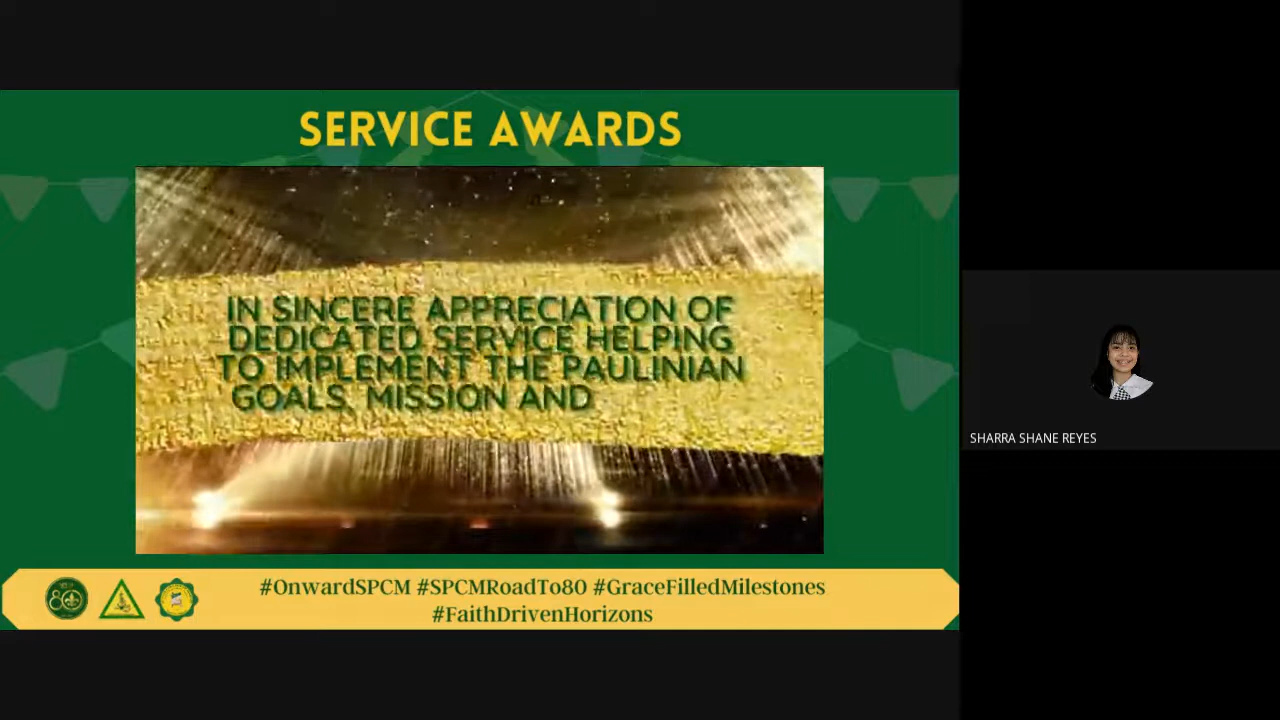 SERVICE AWARDS
IN SINCERE APPRECIATION OF
DEDICATED SERVICE HELPING
TO IMPLEMENT THE PAULINIAN
GOALS, MISSION AND
80
#OnwardSPCM #SPCMRoadTo80 #GraceFilledMilestones
#FaithDrivenHorizons
SHARRA SHANE REYES